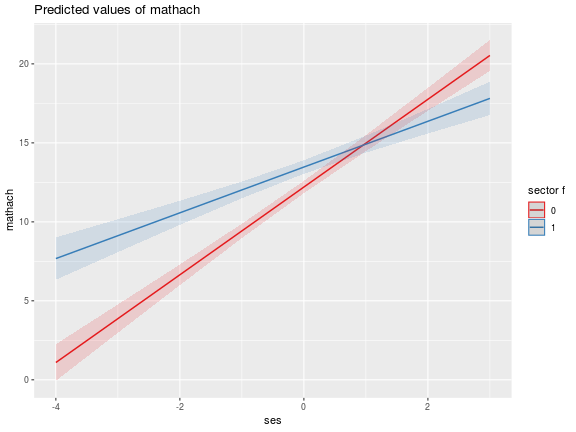 Predicted values of mathach
mathach
20
15
10
5
0
-4
-2
0
2
ses
sector f
0
1